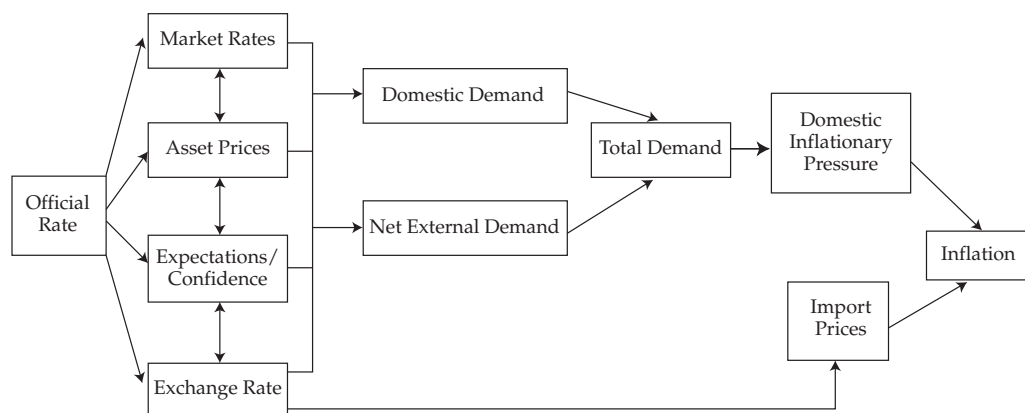 Market Rates
Domestic Demand
Asset Prices
Total Demand
Domestic
Inflationary
Pressure
Official
Rate
Net External Demand
Expectations/
Confidence
Inflation
Import
Prices
Exchange Rate